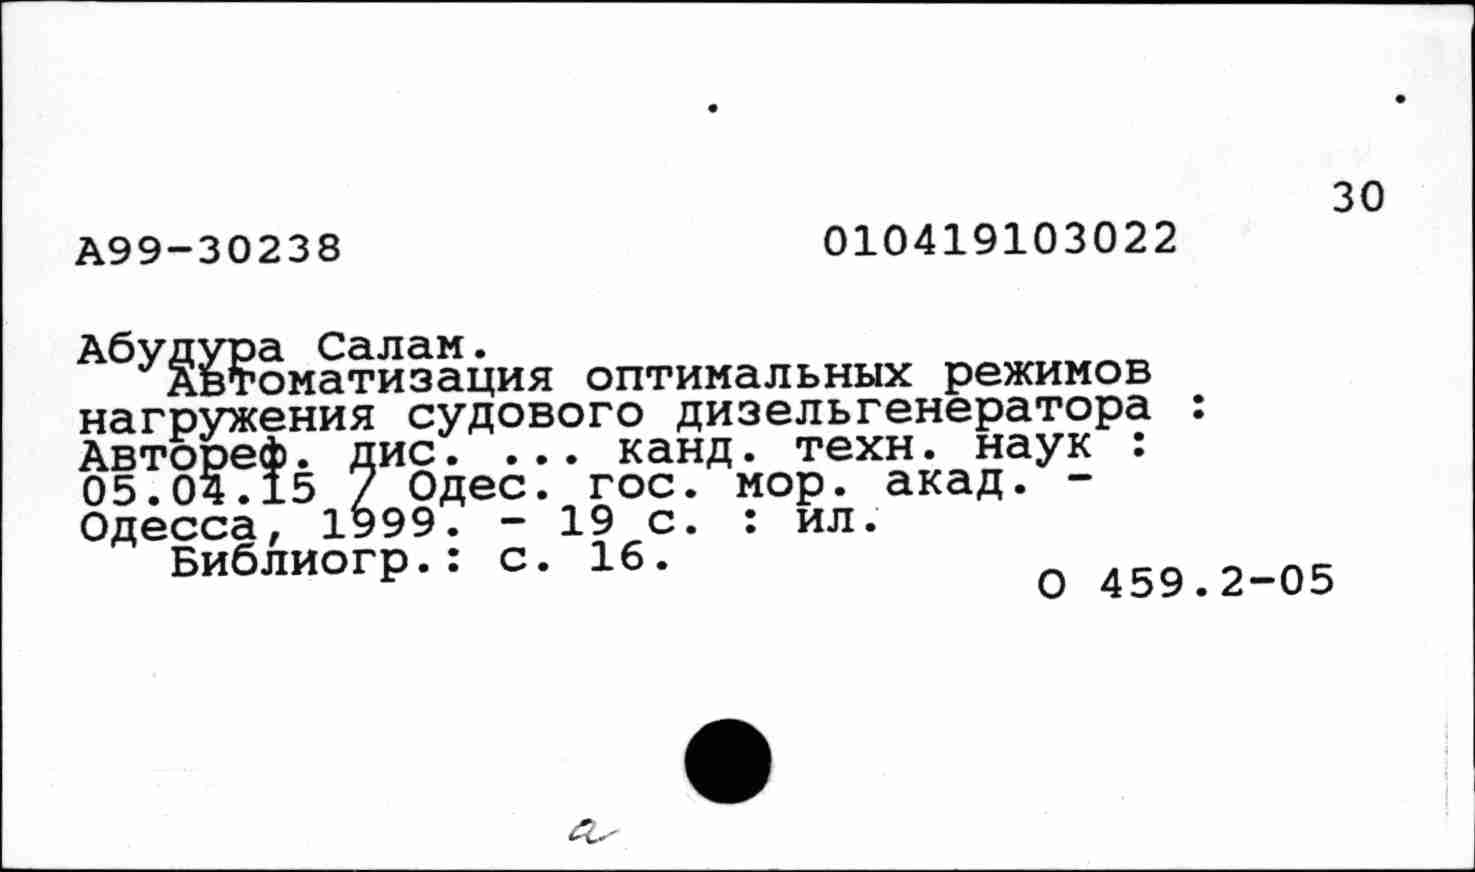 30
А99-30238 010419103022
Абудура Салам.
Автоматизация оптимальных режимов
нагружения судового дизельгенератора :
Автореф. дис. ... канд. техн. наук :
05.04.15 / Одес. гос. мор. акад. -
Одесса, 1999. - 19 с. : ил.
Библиогр.: с. 16.
О 459.2-05
а